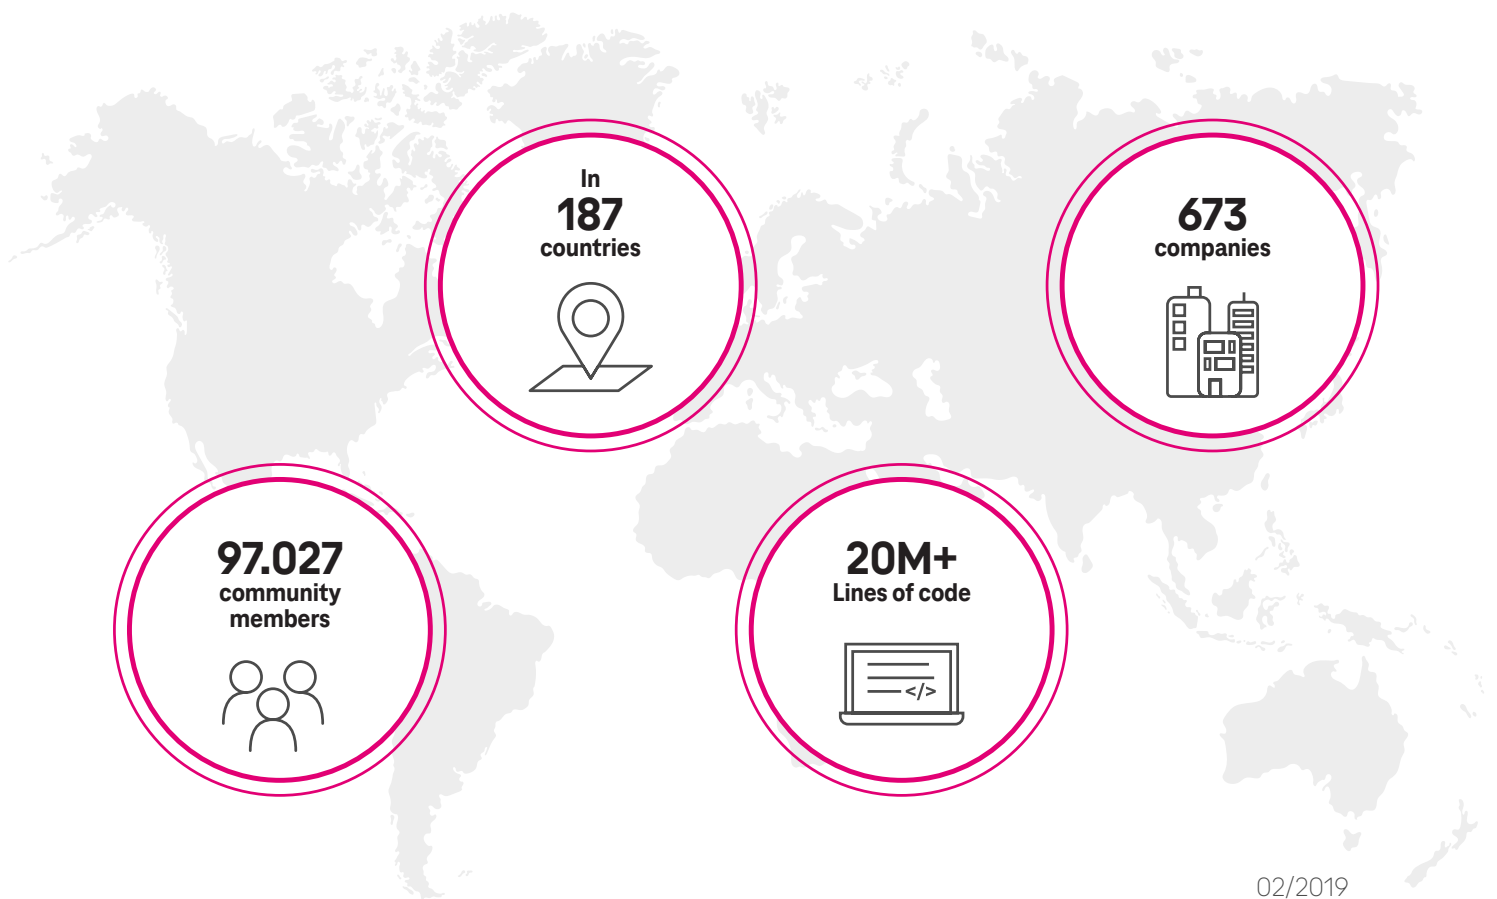 In
187
countries
673
companies
97.027
community
members
20M+
Lines of code
</>
02/2019